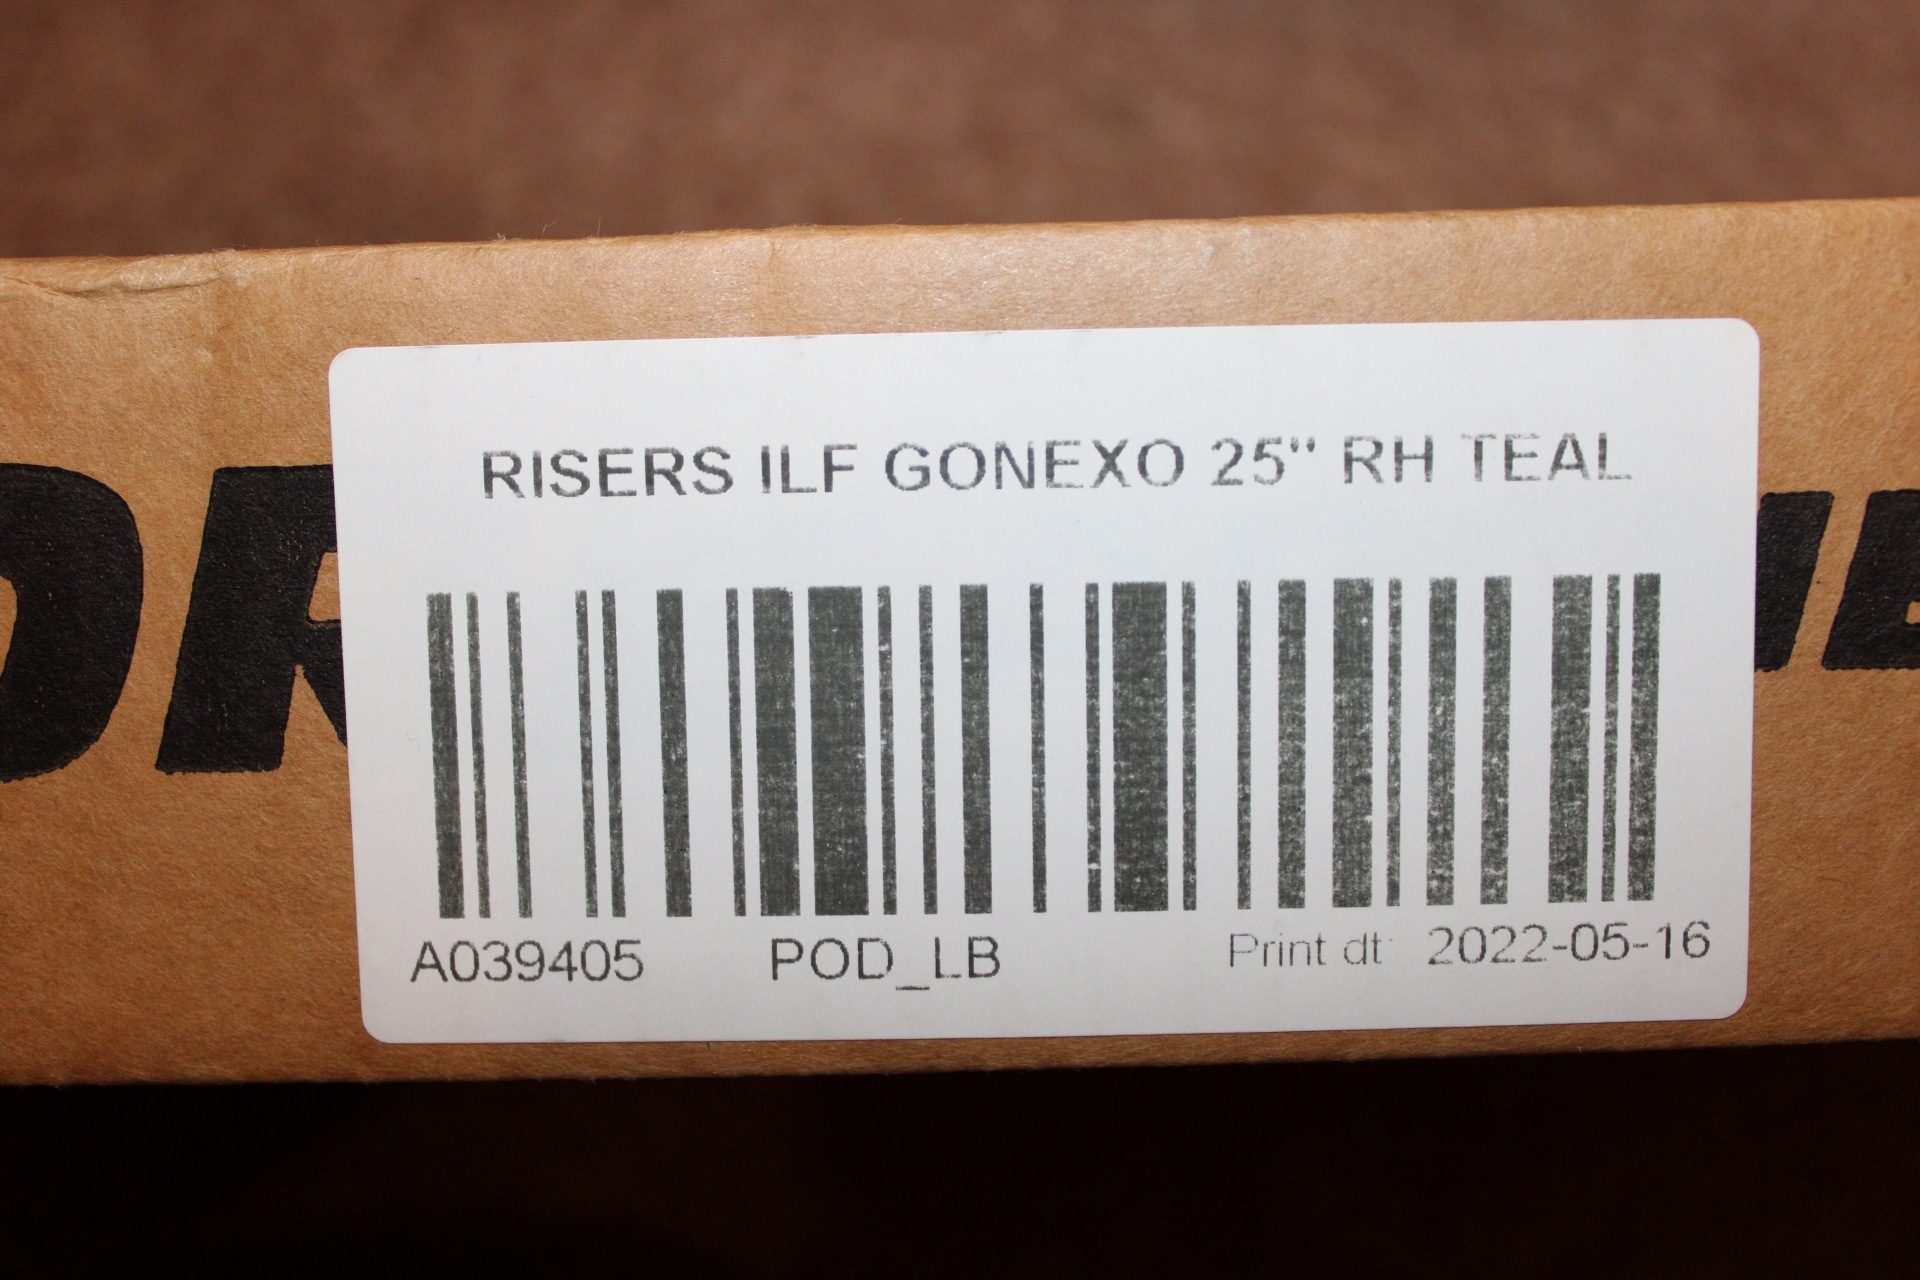 RISERS ILF GONEXO 25" RH TEAL
A039405 POD_LB Print dt 2022-05-16